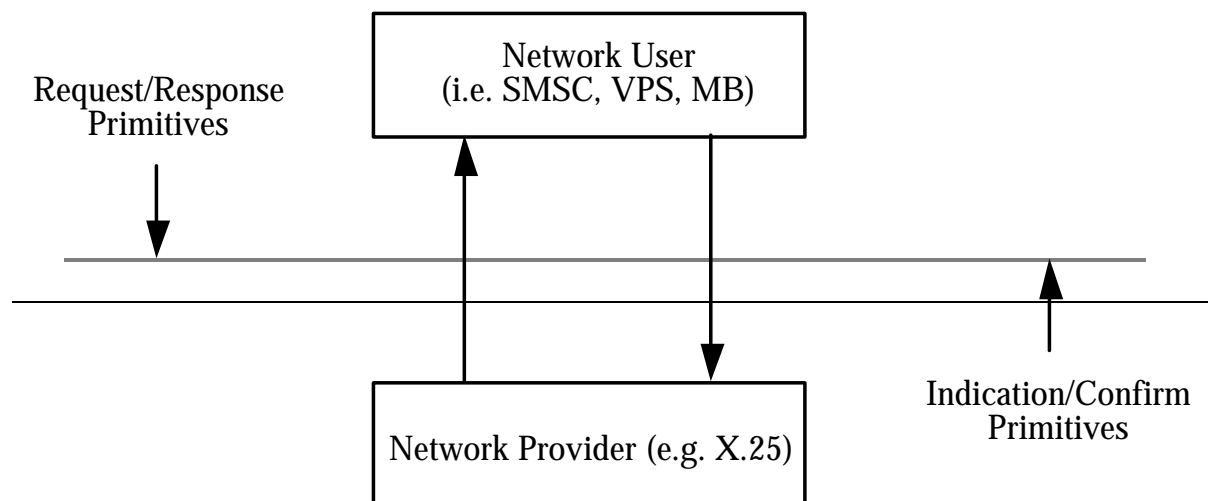 Network User
(i.e. SMSC, VPS, MB)
Request/Response
Primitives
Indication/Confirm
Primitives
Network Provider (e.g. X.25)